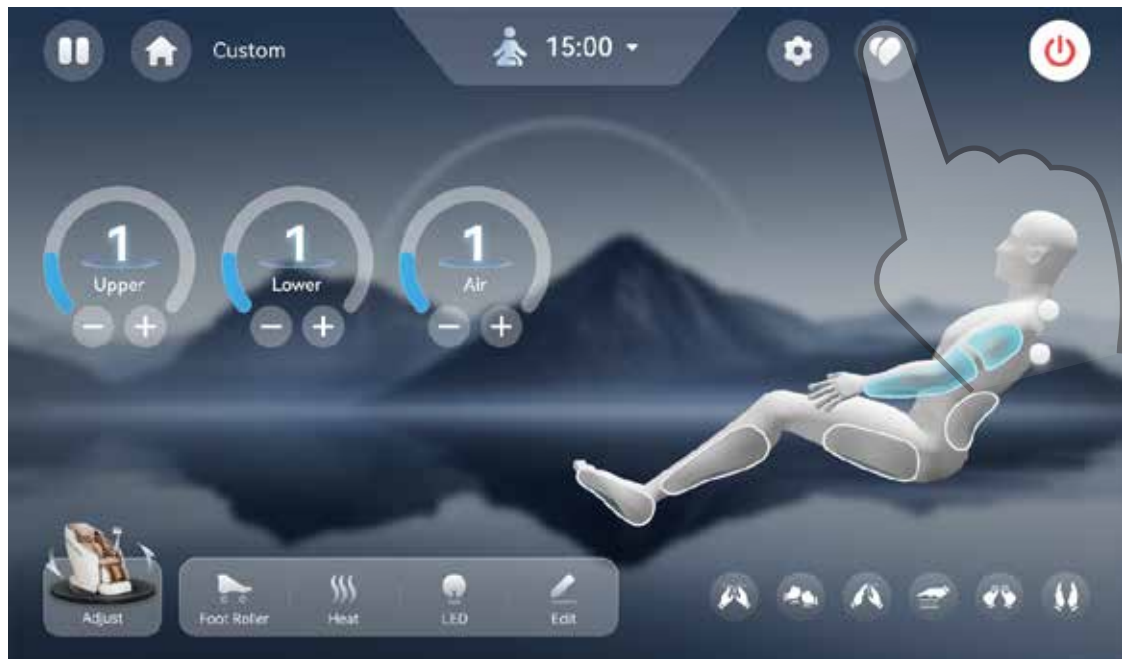 Custom
15:00
1
Upper
1
Lower
1
Air
Adjust
Foot Roller
Heat
LED
Edit